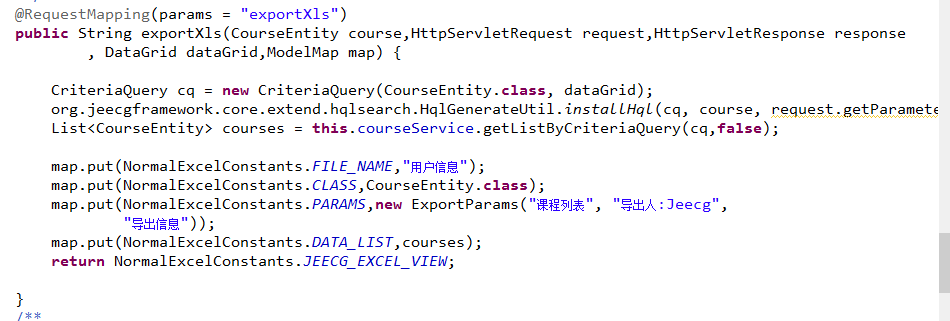 @RequestMapping(params = "exportXls")
public String exportXls(CourseEntity course,HttpServletRequest request,HttpServletResponse response
, DataGrid dataGrid,ModelMap map) {
CriteriaQuery cq = new CriteriaQuery(CourseEntity.class, dataGrid);
org.jeecgframework.core.extend.hqlsearch.HqlGenerateUtil.installHql(cq, course, request.getParamete
List<CourseEntity> courses = this.courseService.getListByCriteriaQuery(cq,false);
map.put(NormalExcelConstants.FILE_NAME,"用户信息");
map.put(NormalExcelConstants.CLASS,CourseEntity.class);
map.put(NormalExcelConstants.PARAMS,new ExportParams("课程列表", "导出人:Jeecg",
"导出信息"));
map.put(NormalExcelConstants.DATA_LIST,courses);
return NormalExcelConstants.JEECG_EXCEL_VIEW;
}
/**